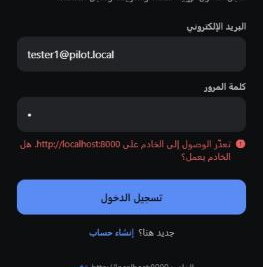 البريد الإلكتروني
tester1@pilot.local
كلمة المرور
تعذّر الوصول إلى الخادم على http://localhost:8000. هل
الخادم يعمل؟
تسجيل الدخول
جديد هنا؟ إنشاء حساب